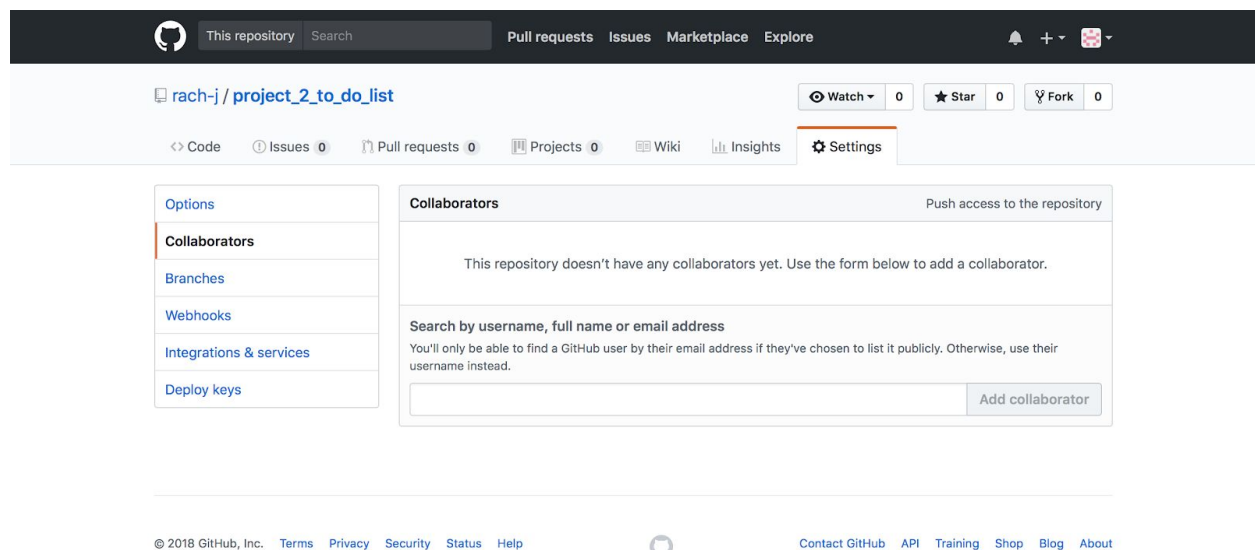 This repository Search Pull requests Issues Marketplace Explore
rach-j / project_2_to_do_list Watch 0 Star 0 Fork 0
Code Issues 0 Pull requests 0 Projects 0 Wiki Insights Settings
Options
Collaborators
Branches
Webhooks
Integrations & services
Deploy keys
Collaborators Push access to the repository
This repository doesn’t have any collaborators yet. Use the form below to add a collaborator.
Search by username, full name or email address
You'll only be able to find a GitHub user by their email address if they've chosen to list it publicly. Otherwise, use their
username instead.
Add collaborator
© 2018 GitHub, Inc. Terms Privacy Security Status Help Contact GitHub API Training Shop Blog About